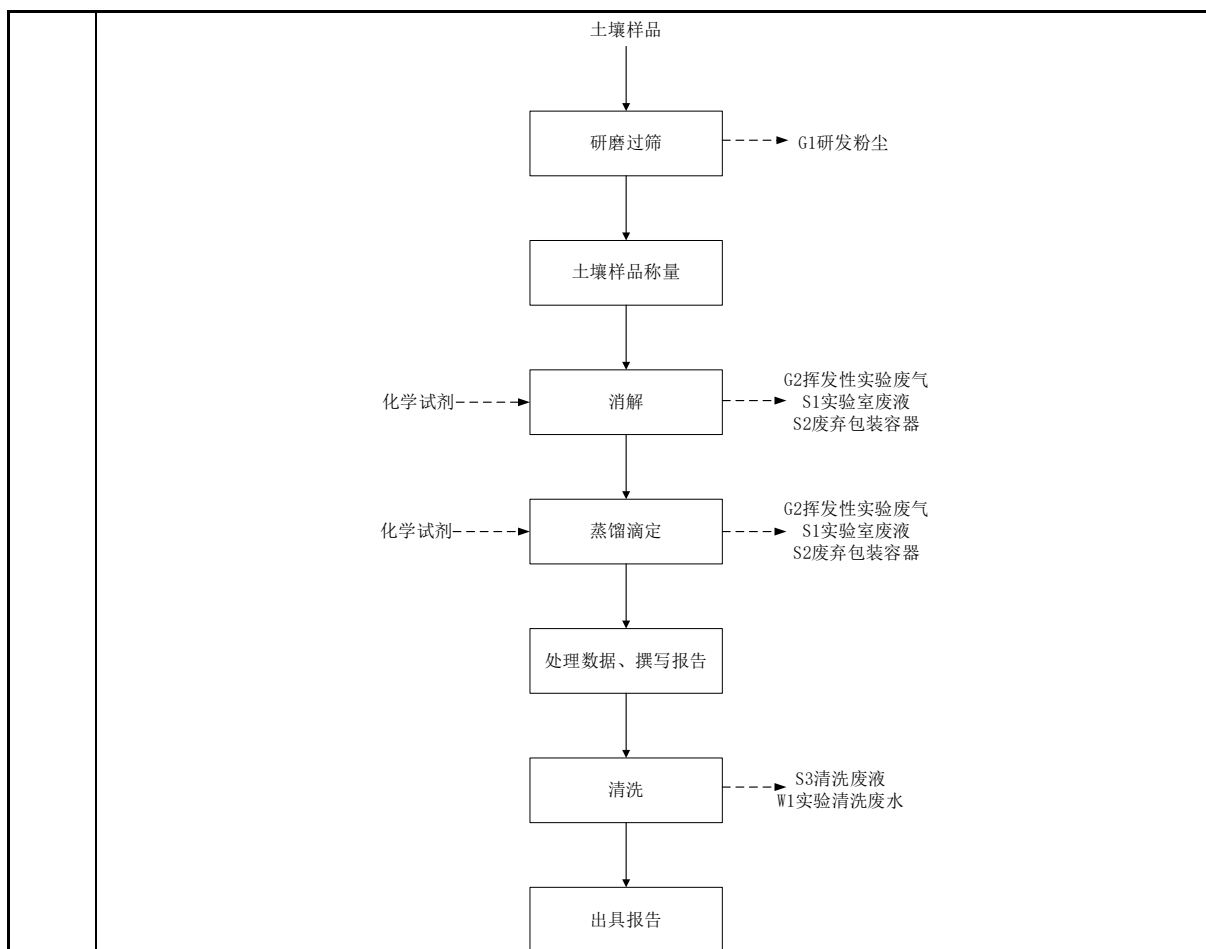 土壤样品
研磨过筛
G1研发粉尘
土壤样品称量
化学试剂
消解
G2挥发性实验废气
S1实验室废液
S2废弃包装容器
化学试剂
蒸馏滴定
G2挥发性实验废气
S1实验室废液
S2废弃包装容器
处理数据、撰写报告
清洗
S3清洗废液
W1实验清洗废水
出具报告